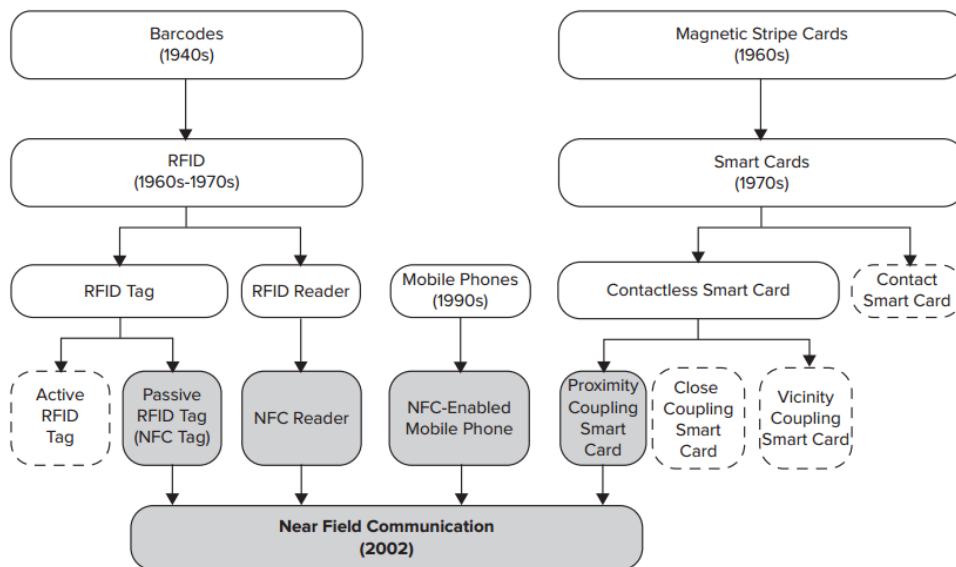 Barcodes
(1940s)
Magnetic Stripe Cards
(1960s)
RFID
(1960s-1970s)
Smart Cards
(1970s)
RFID Tag
RFID Reader
Mobile Phones
(1990s)
Contactless Smart Card
Contact
Smart Card
Active
RFID
Tag
Passive
RFID Tag
(NFC Tag)
NFC Reader
NFC-Enabled
Mobile Phone
Proximity
Coupling
Smart
Card
Close
Coupling
Smart
Card
Vicinity
Coupling
Smart Card
Near Field Communication
(2002)